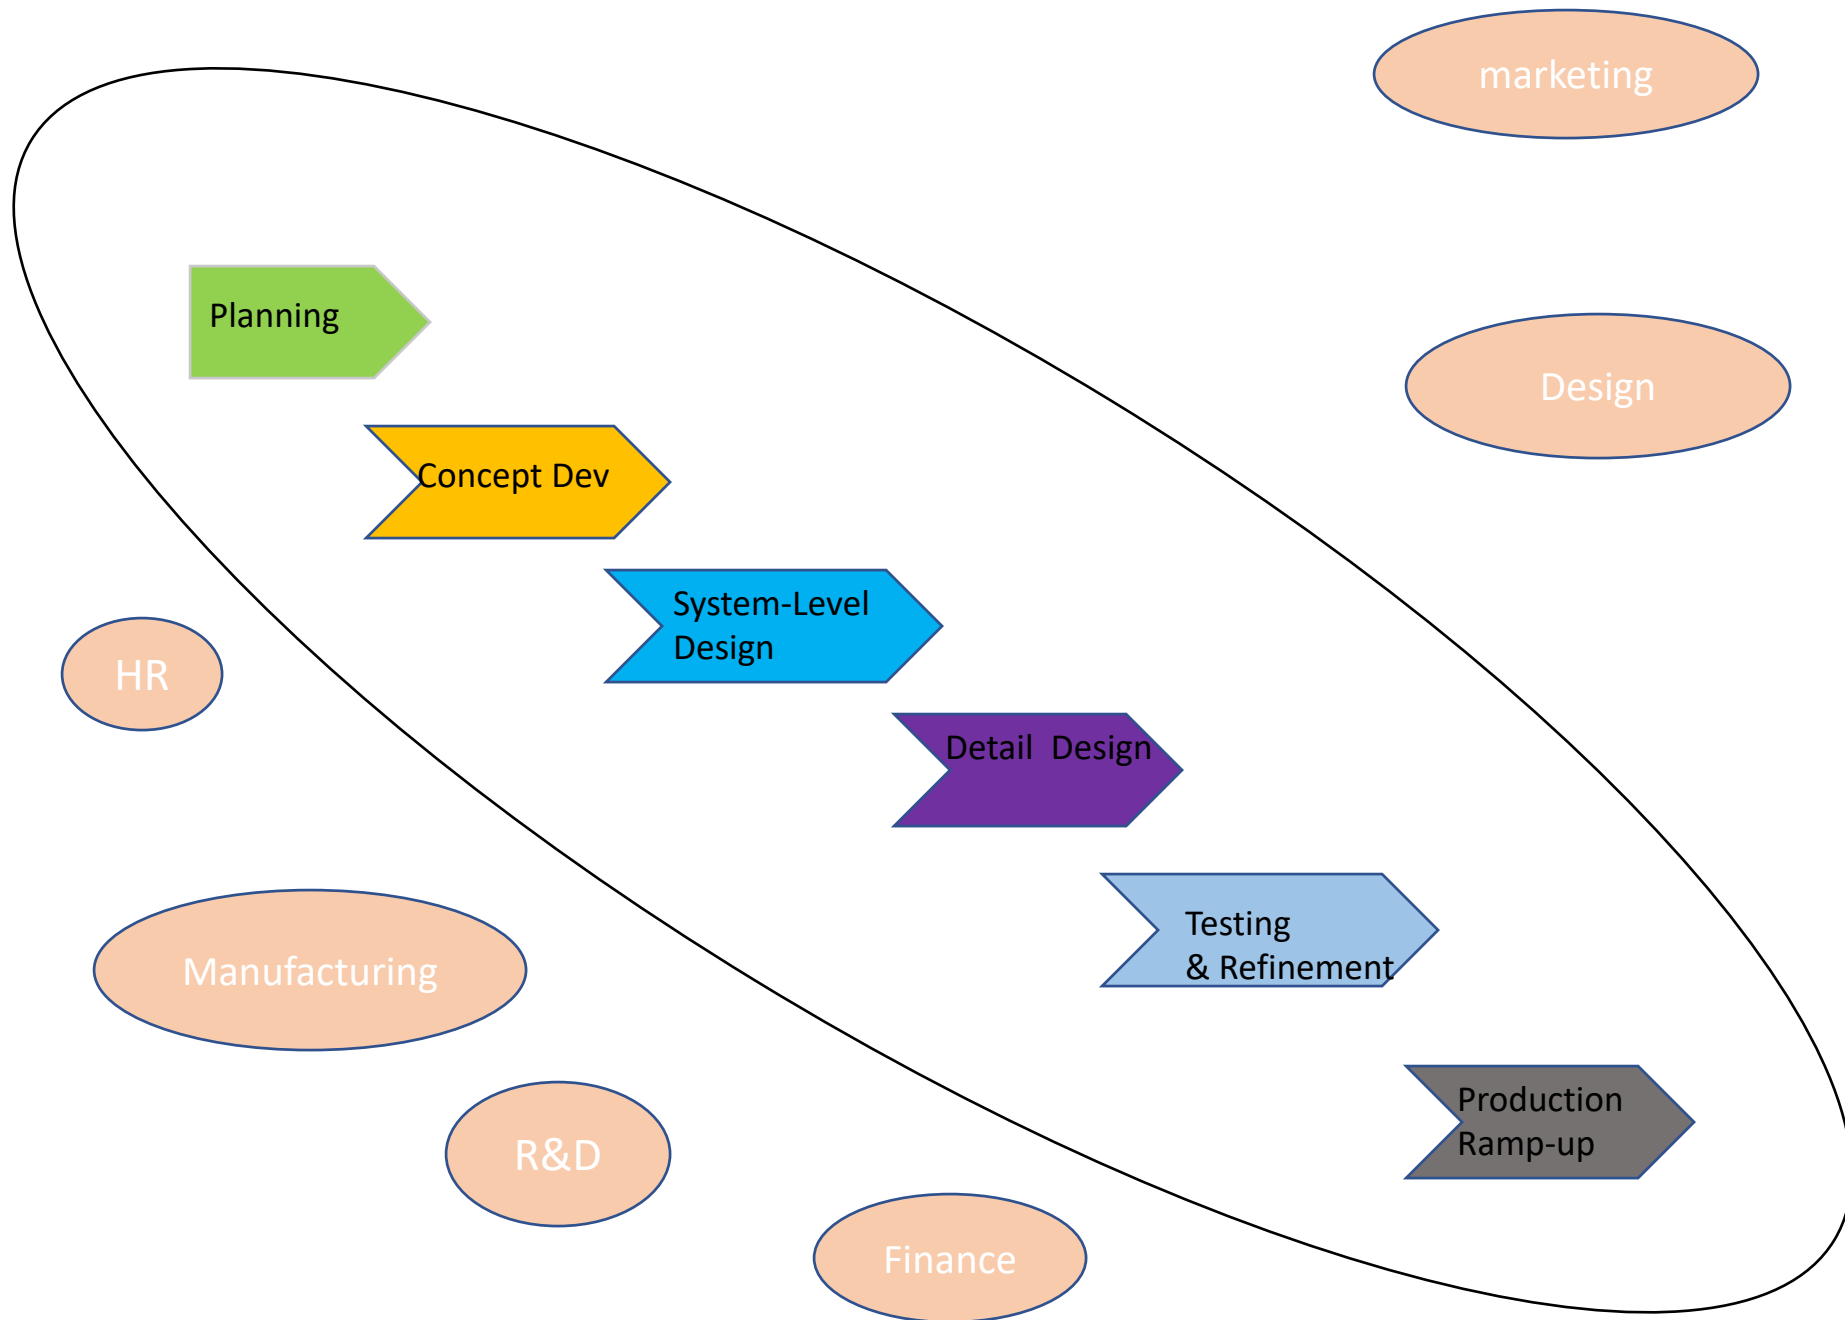 marketing
Planning
Design
Concept Dev
System-Level
Design
HR
Detail  Design
Testing
& Refinement
Manufacturing
Production
Ramp-up
R&D
Finance